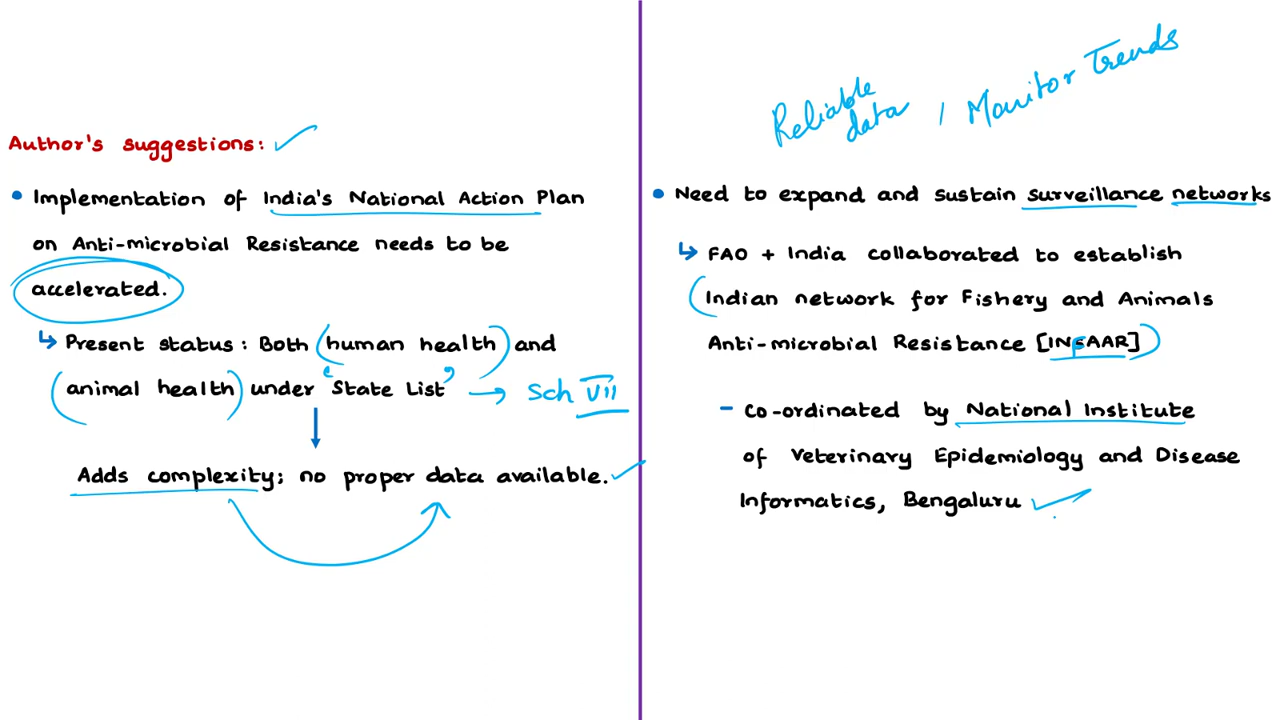 Author's suggestions:
• Implementation of India's National Action Plan
on Anti-microbial Resistance needs to be
accelerated.
↳ Present status: Both (human health) and
(animal health) under 'State List' → Sch VII
Adds complexity; no proper data available.
Reliable
data , Monitor Trends
• Need to expand and sustain surveillance networks
↳ FAO + India collaborated to establish
(Indian network for Fishery and Animals
Anti-microbial Resistance [INFAAR])
- Co-ordinated by National Institute
of Veterinary Epidemiology and Disease
Informatics, Bengaluru